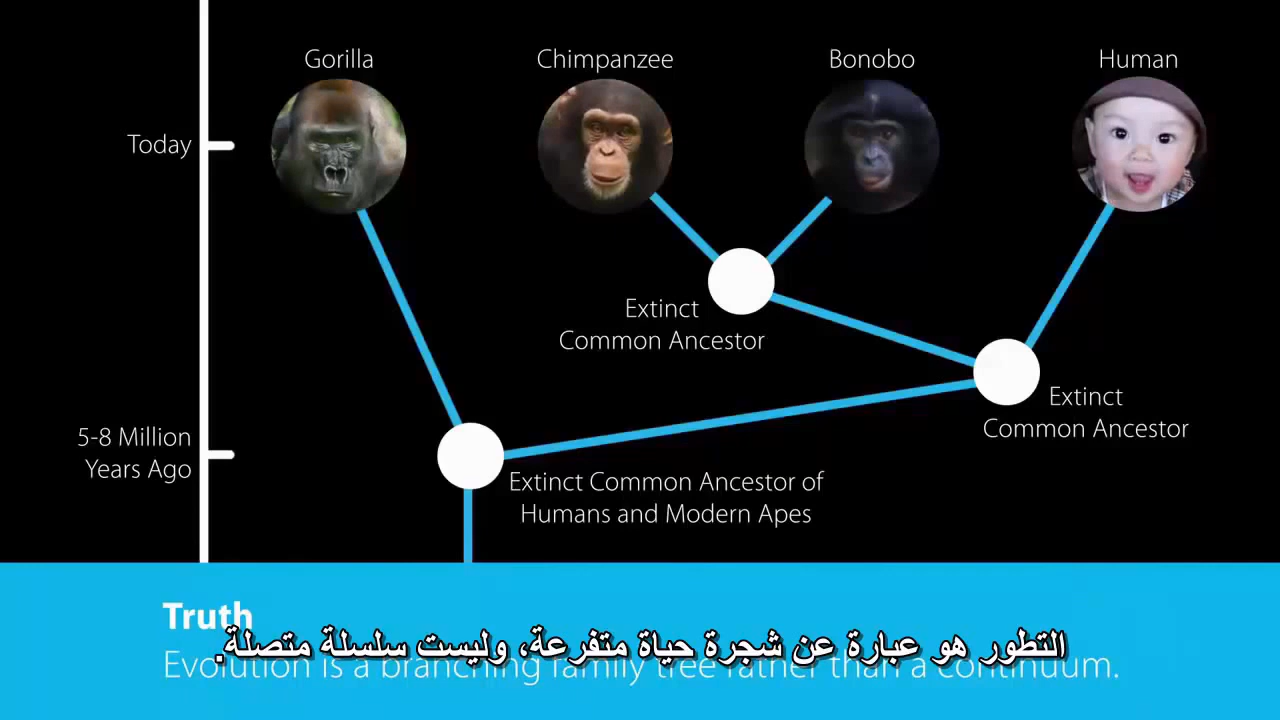 Gorilla
Chimpanzee
Bonobo
Human
Today
Extinct
Common Ancestor
Extinct
Common Ancestor
5-8 Million
Years Ago
Extinct Common Ancestor of
Humans and Modern Apes
Truth
التطور هو عبارة عن شجرة حياة متفرعة، وليست سلسلة متصلة.
Evolution is a branching family tree rather than a continuum.